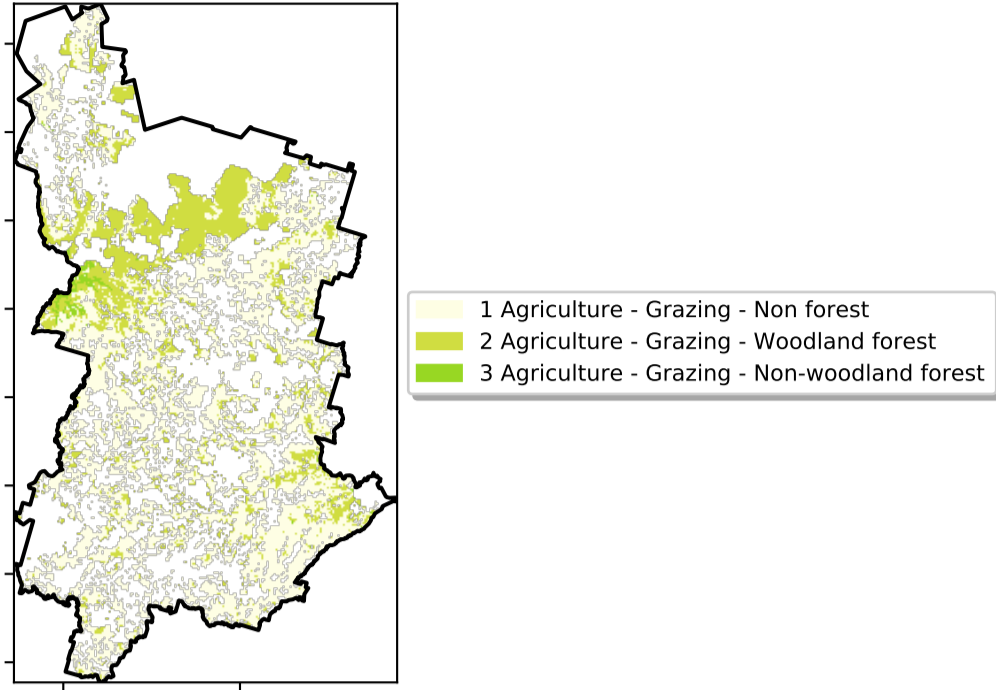 1 Agriculture - Grazing - Non forest
2 Agriculture - Grazing - Woodland forest
3 Agriculture - Grazing - Non-woodland forest